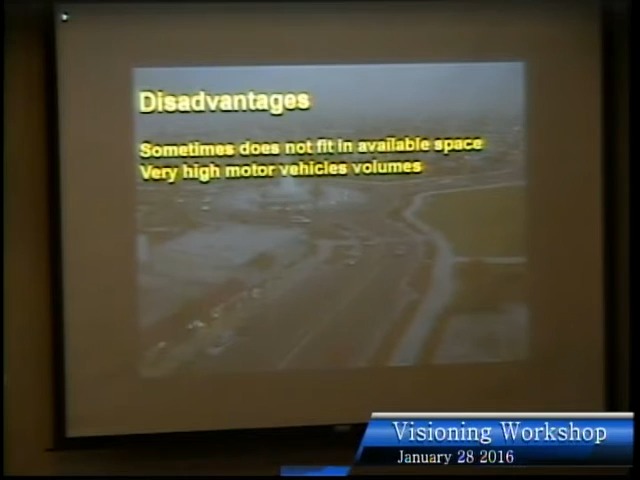 Disadvantages
Sometimes does not fit in available space
Very high motor vehicles volumes
Visioning Workshop
January 28 2016